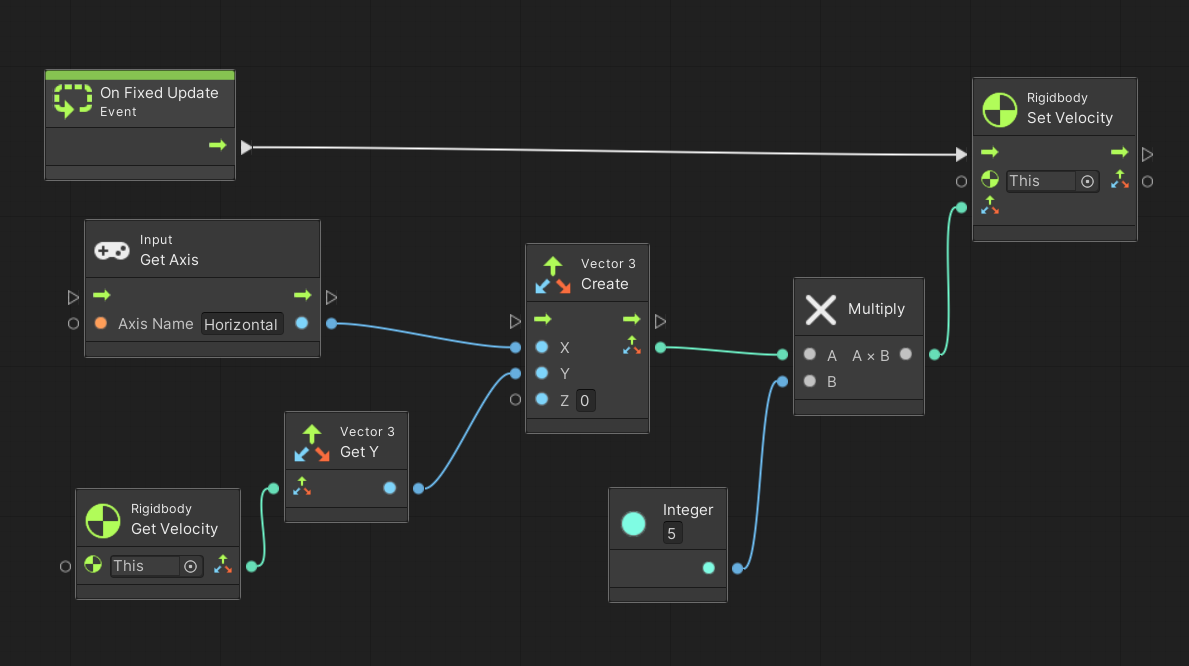 On Fixed Update
Event
Rigidbody
Set Velocity
This
Input
Get Axis
Axis Name Horizontal
Vector 3
Create
X
Y
Z 0
Multiply
A A × B
B
Vector 3
Get Y
Rigidbody
Get Velocity
This
Integer
5